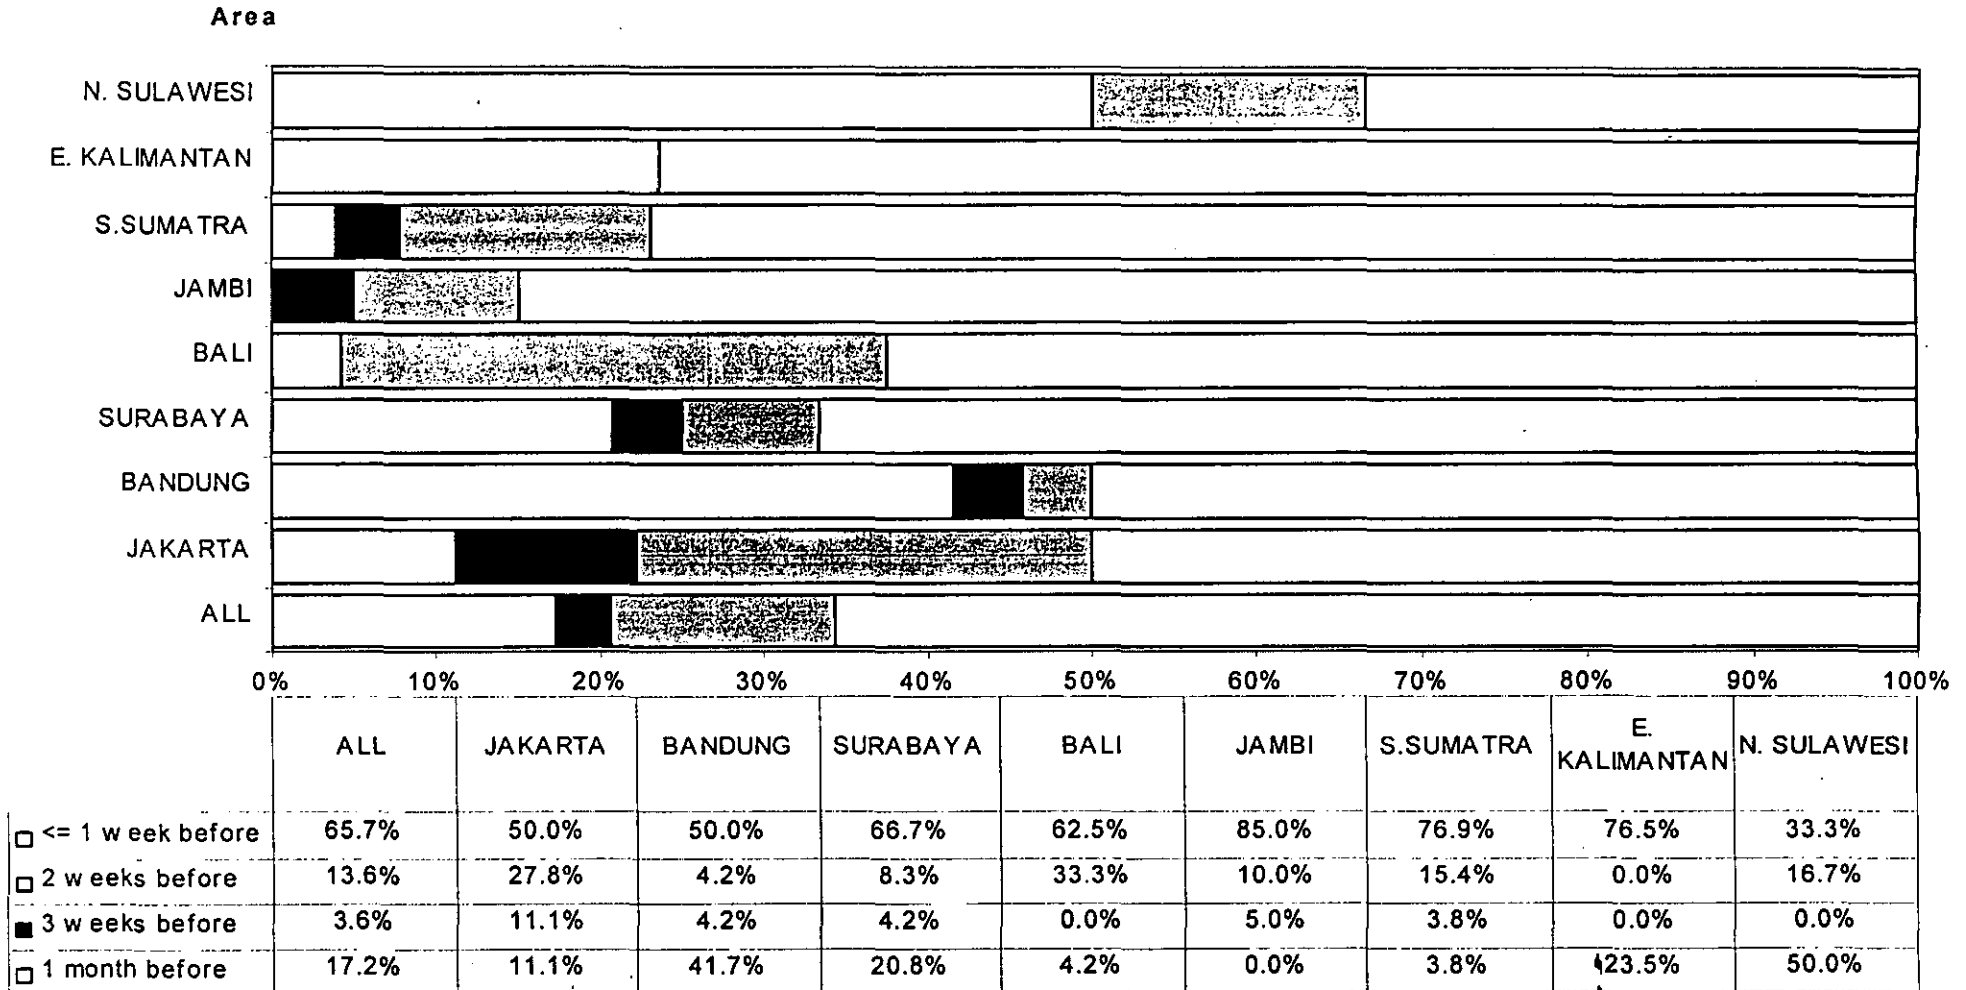 Area
N. SULAWESI
E. KALIMANTAN
S.SUMATRA
JAMBI
BALI
SURABAYA
BANDUNG
JAKARTA
ALL
0% 10% 20% 30% 40% 50% 60% 70% 80% 90% 100%
ALL JAKARTA BANDUNG SURABAYA BALI JAMBI S.SUMATRA E. KALIMANTAN N. SULAWESI
<= 1 week before 65.7% 50.0% 50.0% 66.7% 62.5% 85.0% 76.9% 76.5% 33.3%
2 weeks before 13.6% 27.8% 4.2% 8.3% 33.3% 10.0% 15.4% 0.0% 16.7%
3 weeks before 3.6% 11.1% 4.2% 4.2% 0.0% 5.0% 3.8% 0.0% 0.0%
1 month before 17.2% 11.1% 41.7% 20.8% 4.2% 0.0% 3.8% 23.5% 50.0%